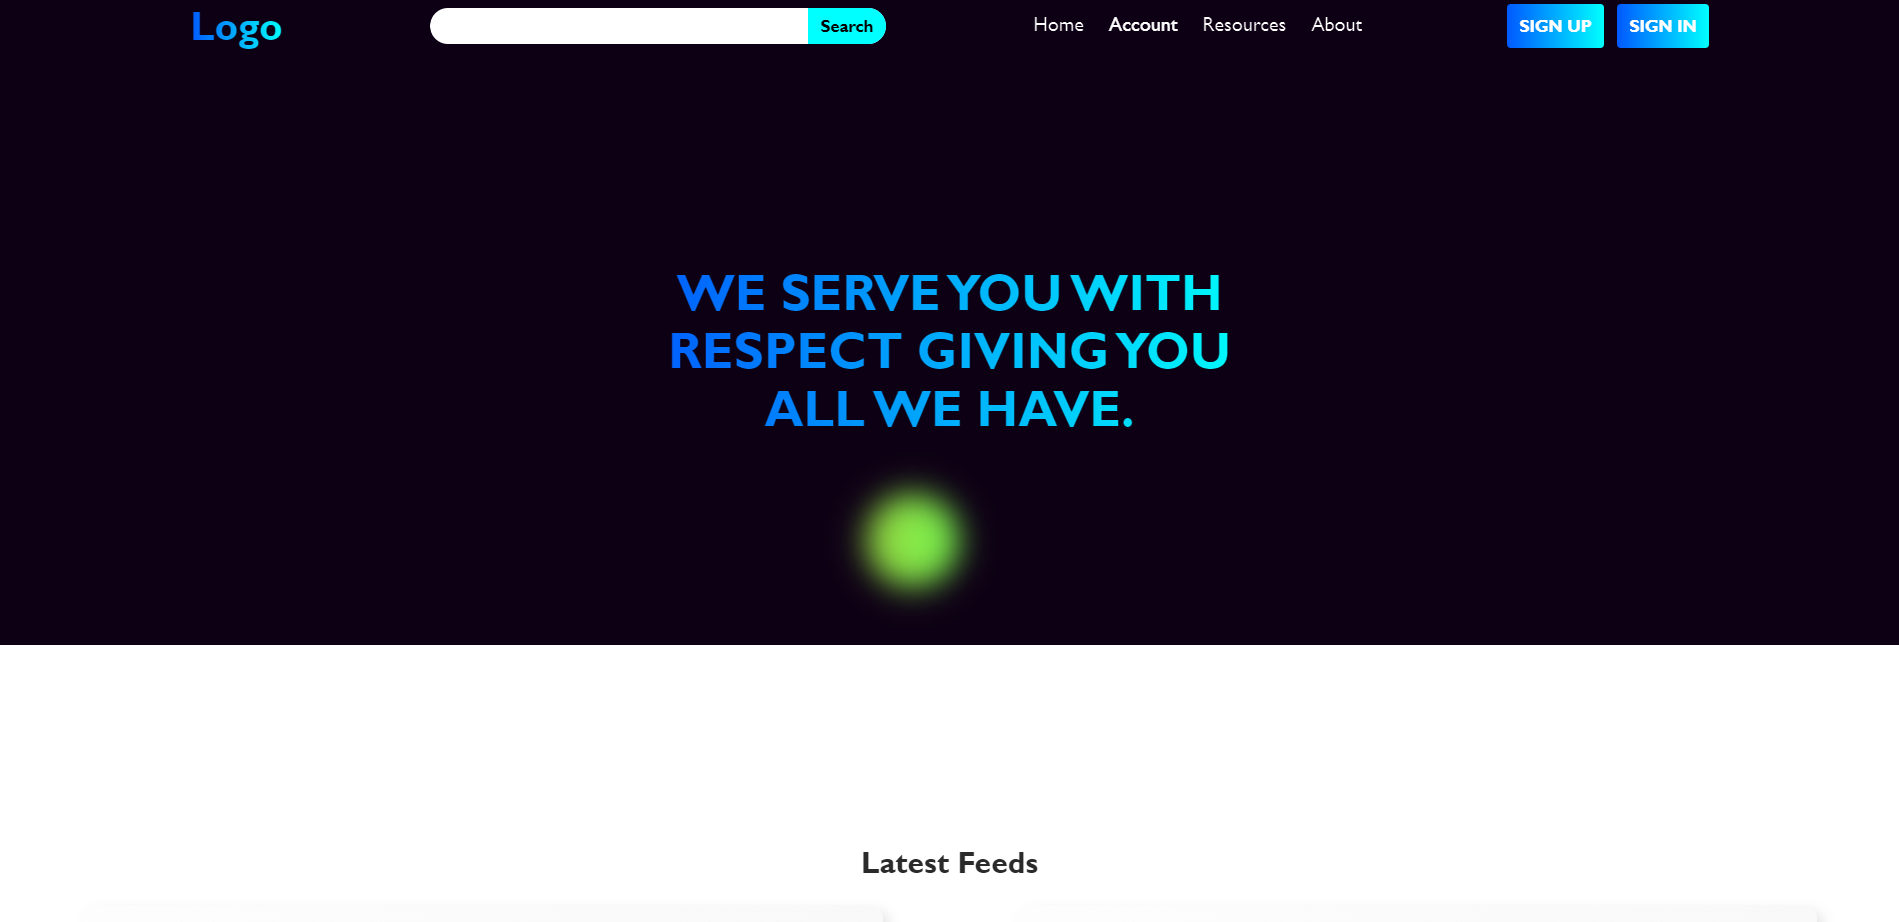 Logo
Search
Home Account Resources About
SIGN UP SIGN IN
WE SERVE YOU WITH
RESPECT GIVING YOU
ALL WE HAVE.
Latest Feeds